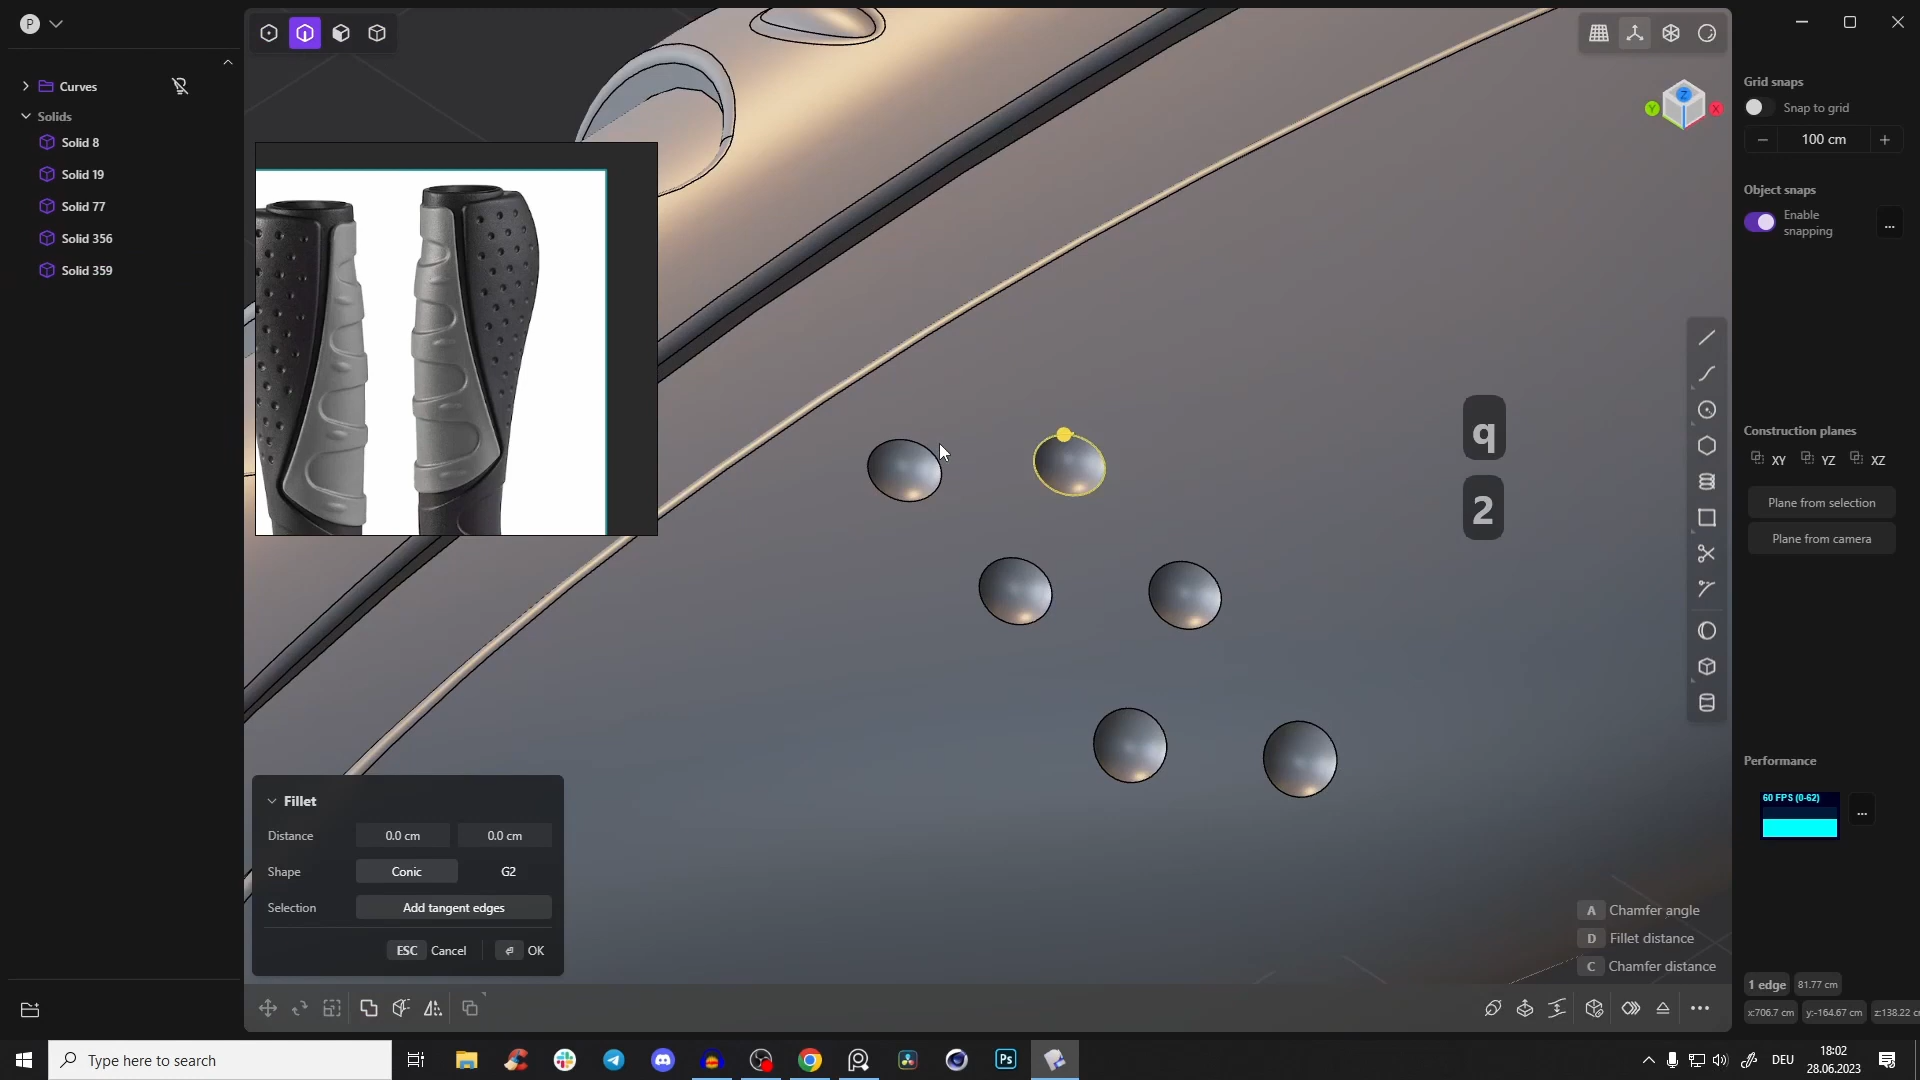 P
Curves
Solids
Solid 8
Solid 19
Solid 77
Solid 356
Solid 359
Z
Y
X
Grid snaps
Snap to grid
100 cm
Object snaps
Enable
snapping
...
Construction planes
XY
YZ
XZ
Plane from selection
Plane from camera
Performance
60 FPS (0-62)
...
q
2
Fillet
Distance
0.0 cm
0.0 cm
Shape
Conic
G2
Selection
Add tangent edges
ESC
Cancel
OK
A
Chamfer angle
D
Fillet distance
C
Chamfer distance
1 edge
81.77 cm
x:706.7 cm
y:-164.67 cm
z:138.22 c
Type here to search
Ps
DEU
18:02
28.06.2023